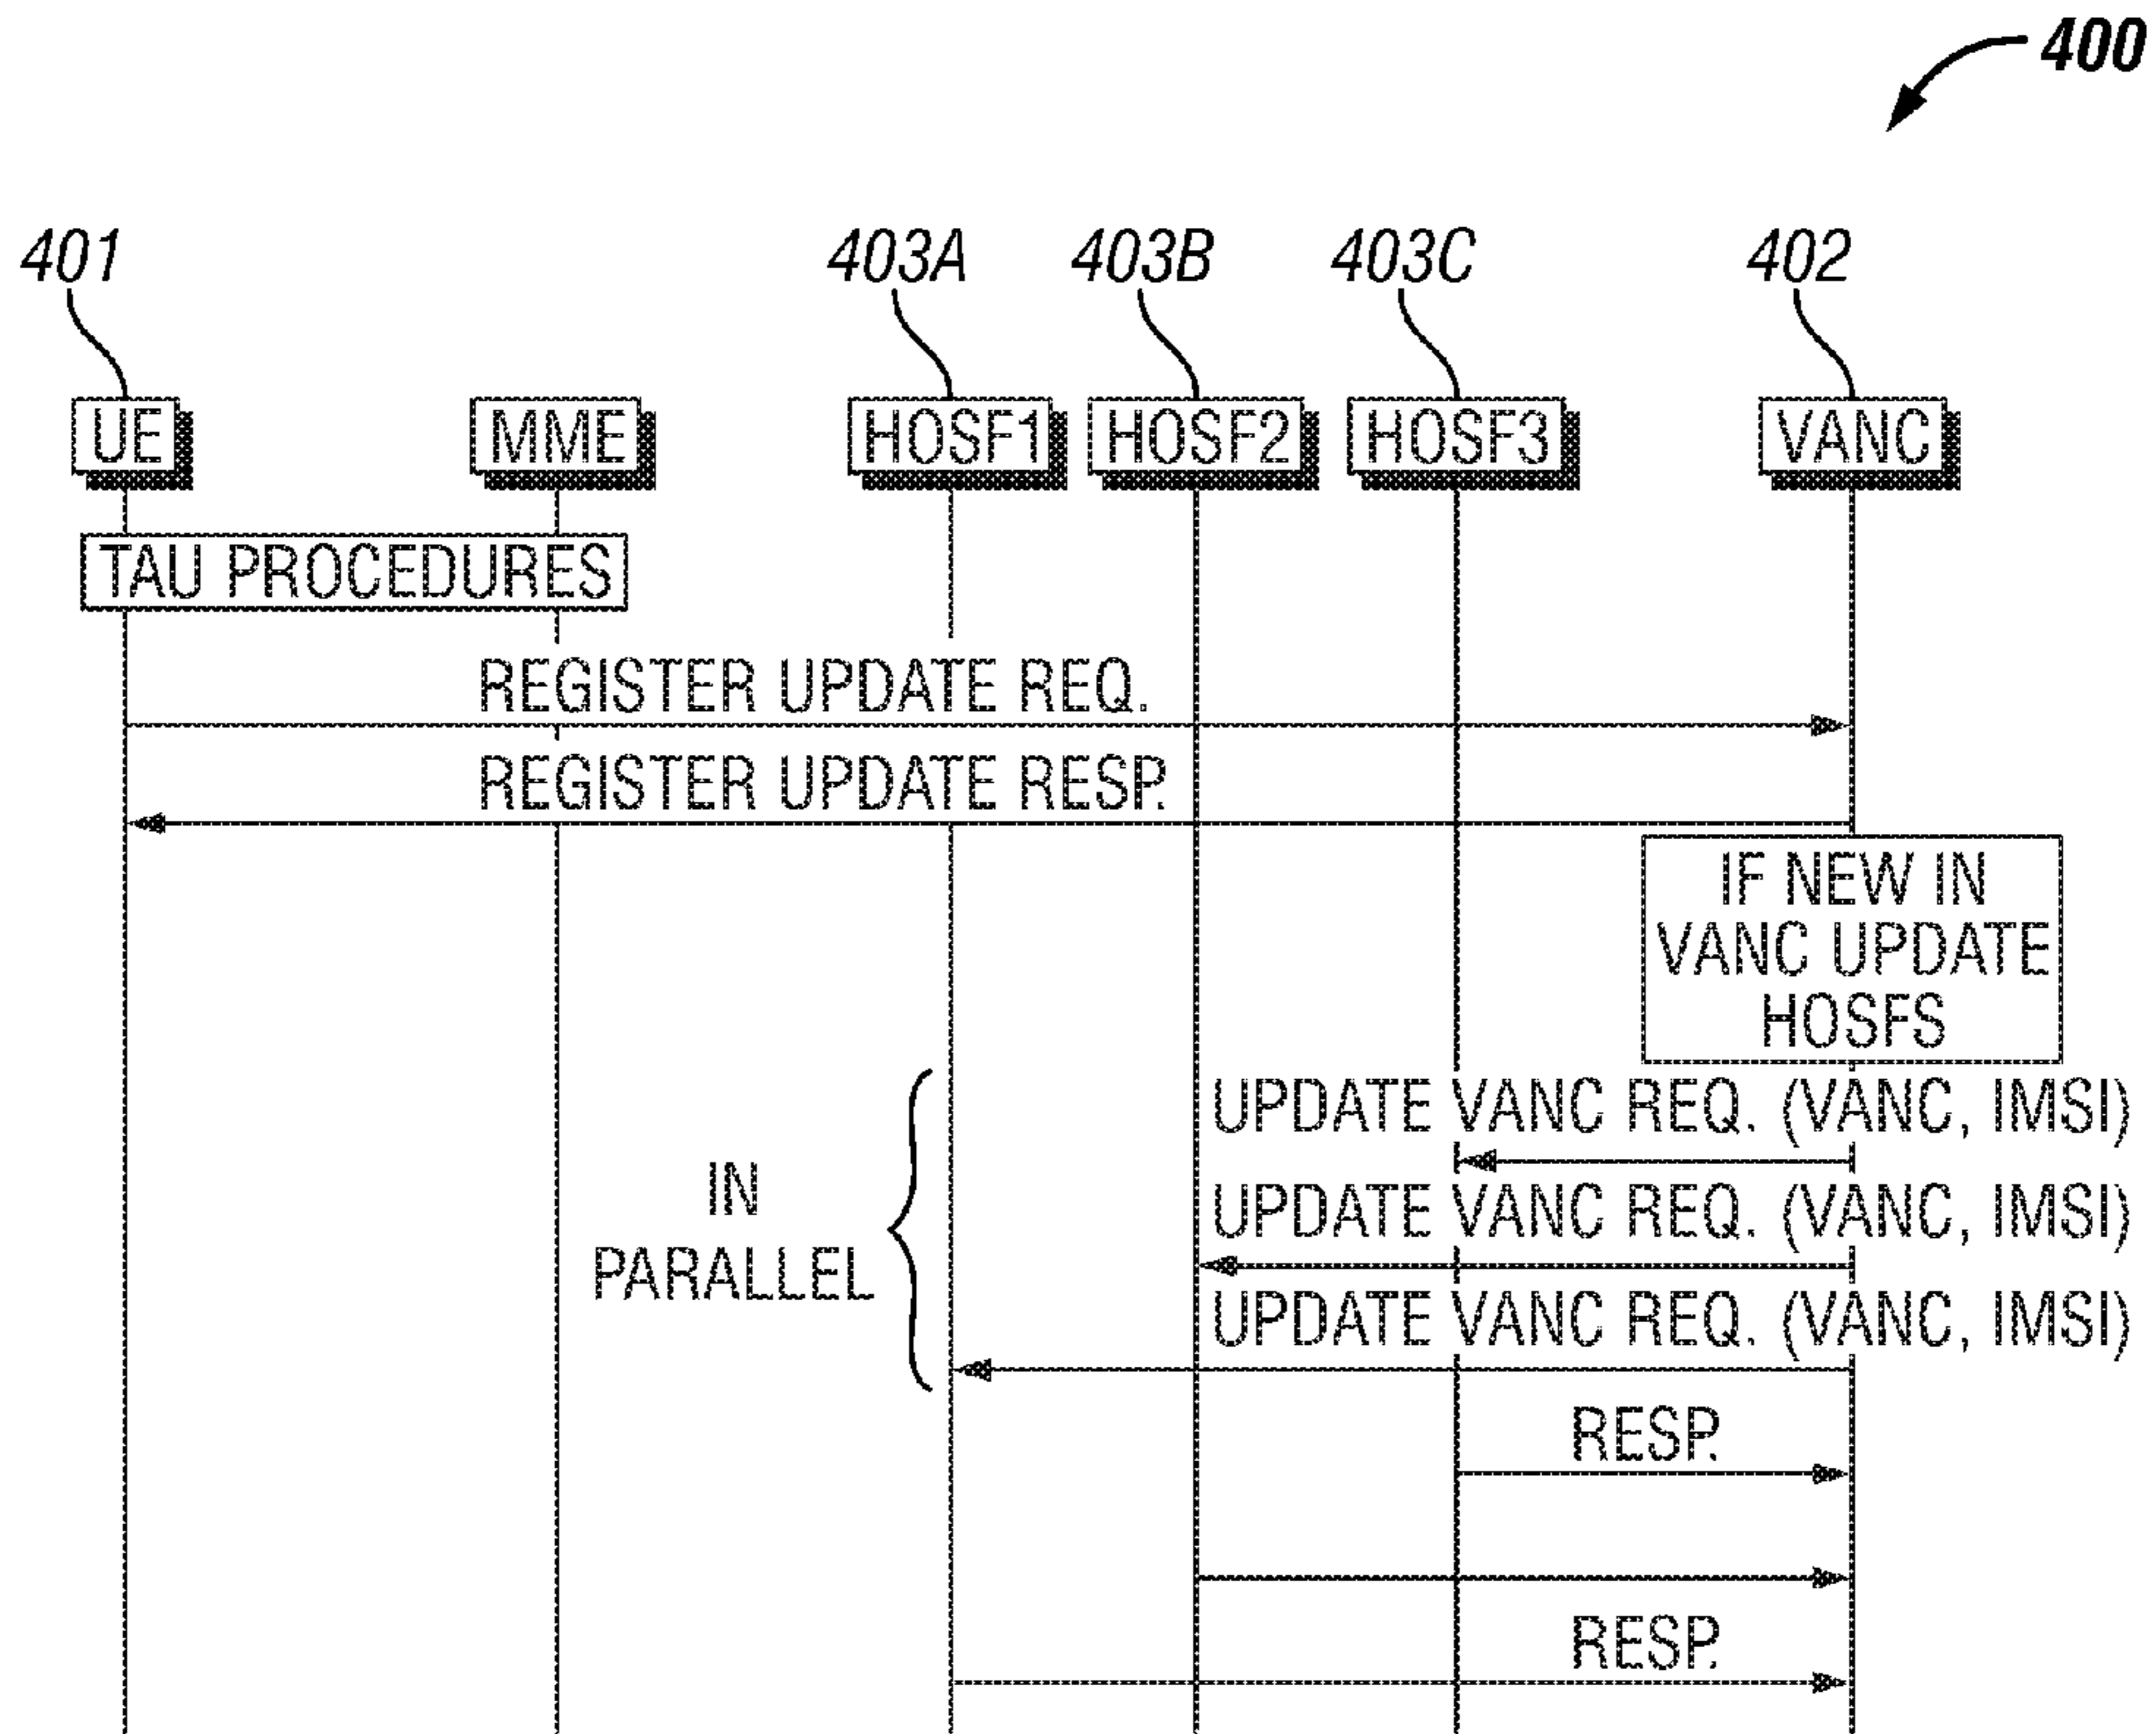 400
401 403A 403B 403C 402
UE MME HOSF1 HOSF2 HOSF3 VANC
TAU PROCEDURES
REGISTER UPDATE REQ.
REGISTER UPDATE RESP.
IF NEW IN
VANC UPDATE
HOSFS
UPDATE VANC REQ. (VANC, IMSI)
IN
PARALLEL
UPDATE VANC REQ. (VANC, IMSI)
UPDATE VANC REQ. (VANC, IMSI)
RESP.
RESP.